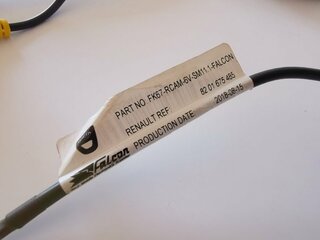 PART NO FK67-RCAM-6V-SM11.1-FALCON
RENAULT REF. 82 01 675 485
PRODUCTION DATE 2018-08-15
Falcon